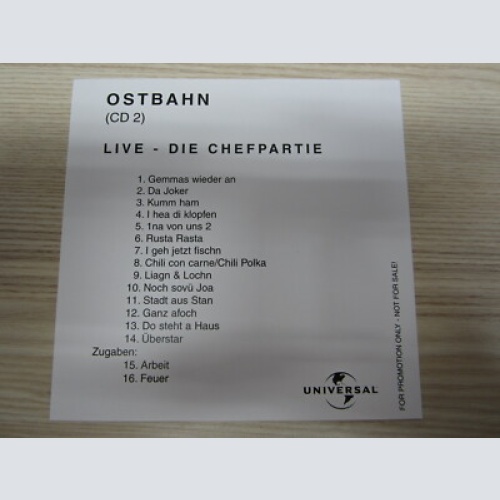 OSTBAHN
(CD 2)
LIVE - DIE CHEFPARTIE
1. Gemmas wieder an
2. Da Joker
3. Kumm ham
4. I hea di klopfen
5. 1na von uns 2
6. Rusta Rasta
7. I geh jetzt fischn
8. Chili con carne/Chili Polka
9. Liagn & Lochn
10. Noch sovü Joa
11. Stadt aus Stan
12. Ganz afoch
13. Do steht a Haus
14. Überstar
Zugaben:
15. Arbeit
16. Feuer
UNIVERSAL
FOR PROMOTION ONLY - NOT FOR SALE!